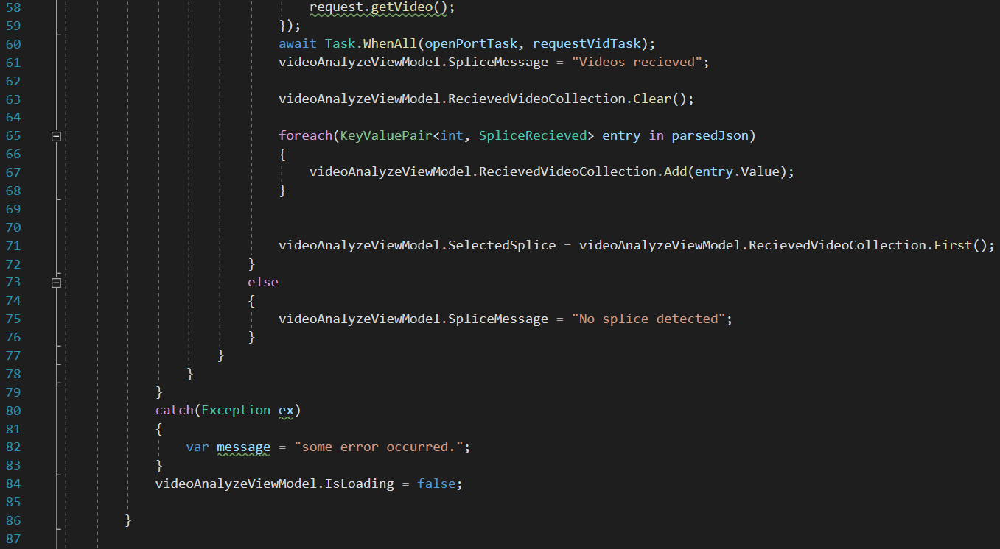 58 request.getVideo();
59 });
60 await Task.WhenAll(openPortTask, requestVidTask);
61 videoAnalyzeViewModel.SpliceMessage = "Videos recieved";
62
63 videoAnalyzeViewModel.RecievedVideoCollection.Clear();
64
65 foreach(KeyValuePair<int, SpliceRecieved> entry in parsedJson)
66 {
67 videoAnalyzeViewModel.RecievedVideoCollection.Add(entry.Value);
68 }
69
70
71 videoAnalyzeViewModel.SelectedSplice = videoAnalyzeViewModel.RecievedVideoCollection.First();
72 }
73 else
74 {
75 videoAnalyzeViewModel.SpliceMessage = "No splice detected";
76 }
77 }
78 }
79 }
80 catch(Exception ex)
81 {
82 var message = "some error occurred.";
83 }
84 videoAnalyzeViewModel.IsLoading = false;
85
86 }
87